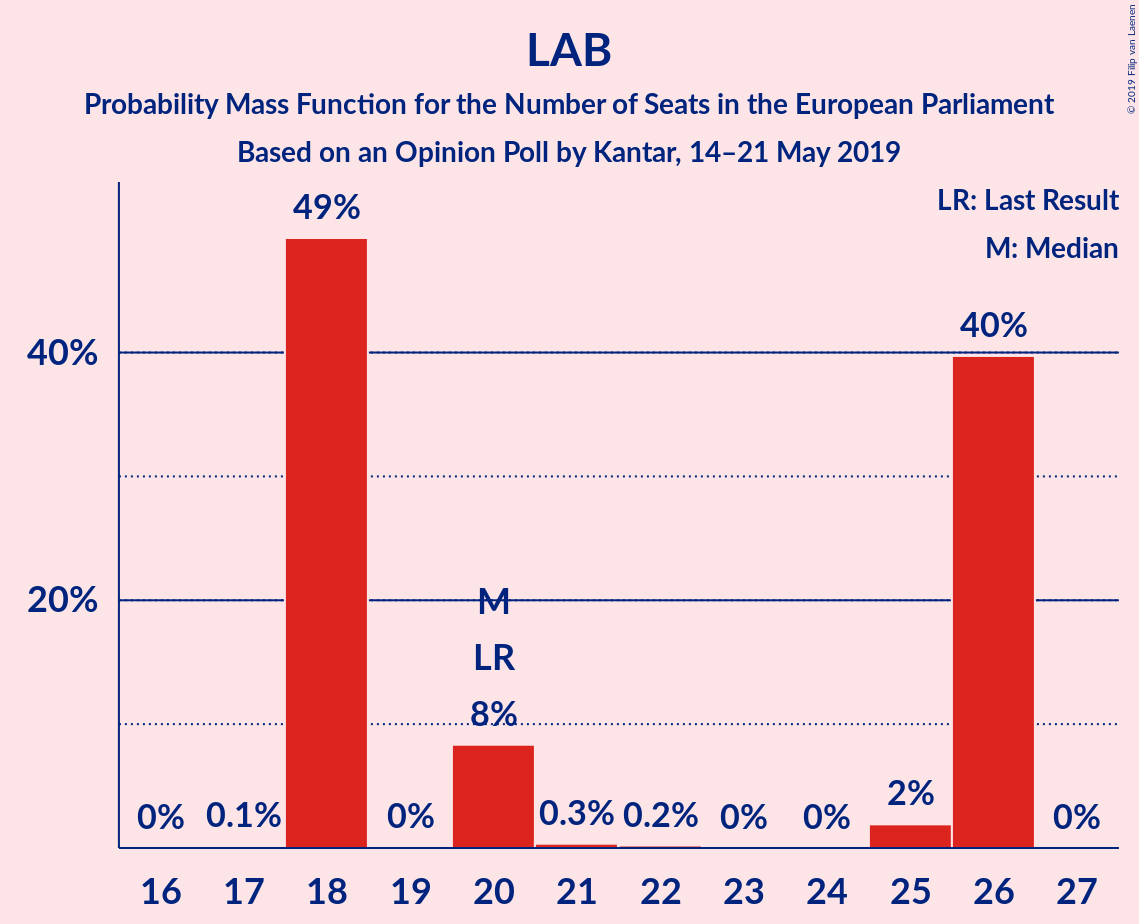 © 2019 Filip van Laenen
LAB
Probability Mass Function for the Number of Seats in the European Parliament
Based on an Opinion Poll by Kantar, 14–21 May 2019
LR: Last Result
M: Median
49%
40%
40%
20%
M
LR
8%
0%
0.1%
0%
0.3%
0.2%
0%
0%
2%
0%
16 17 18 19 20 21 22 23 24 25 26 27